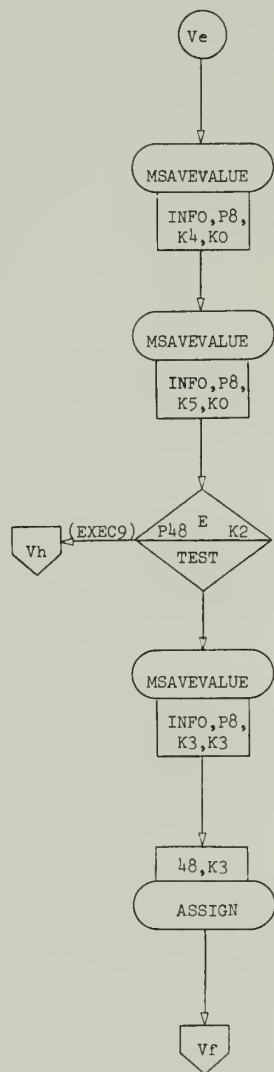 Ve
MSAVEVALUE
INFO,P8,
K4,K0
MSAVEVALUE
INFO,P8,
K5,K0
(EXEC9)
P48 E K2
TEST
Vh
MSAVEVALUE
INFO,P8,
K3,K3
48,K3
ASSIGN
Vf